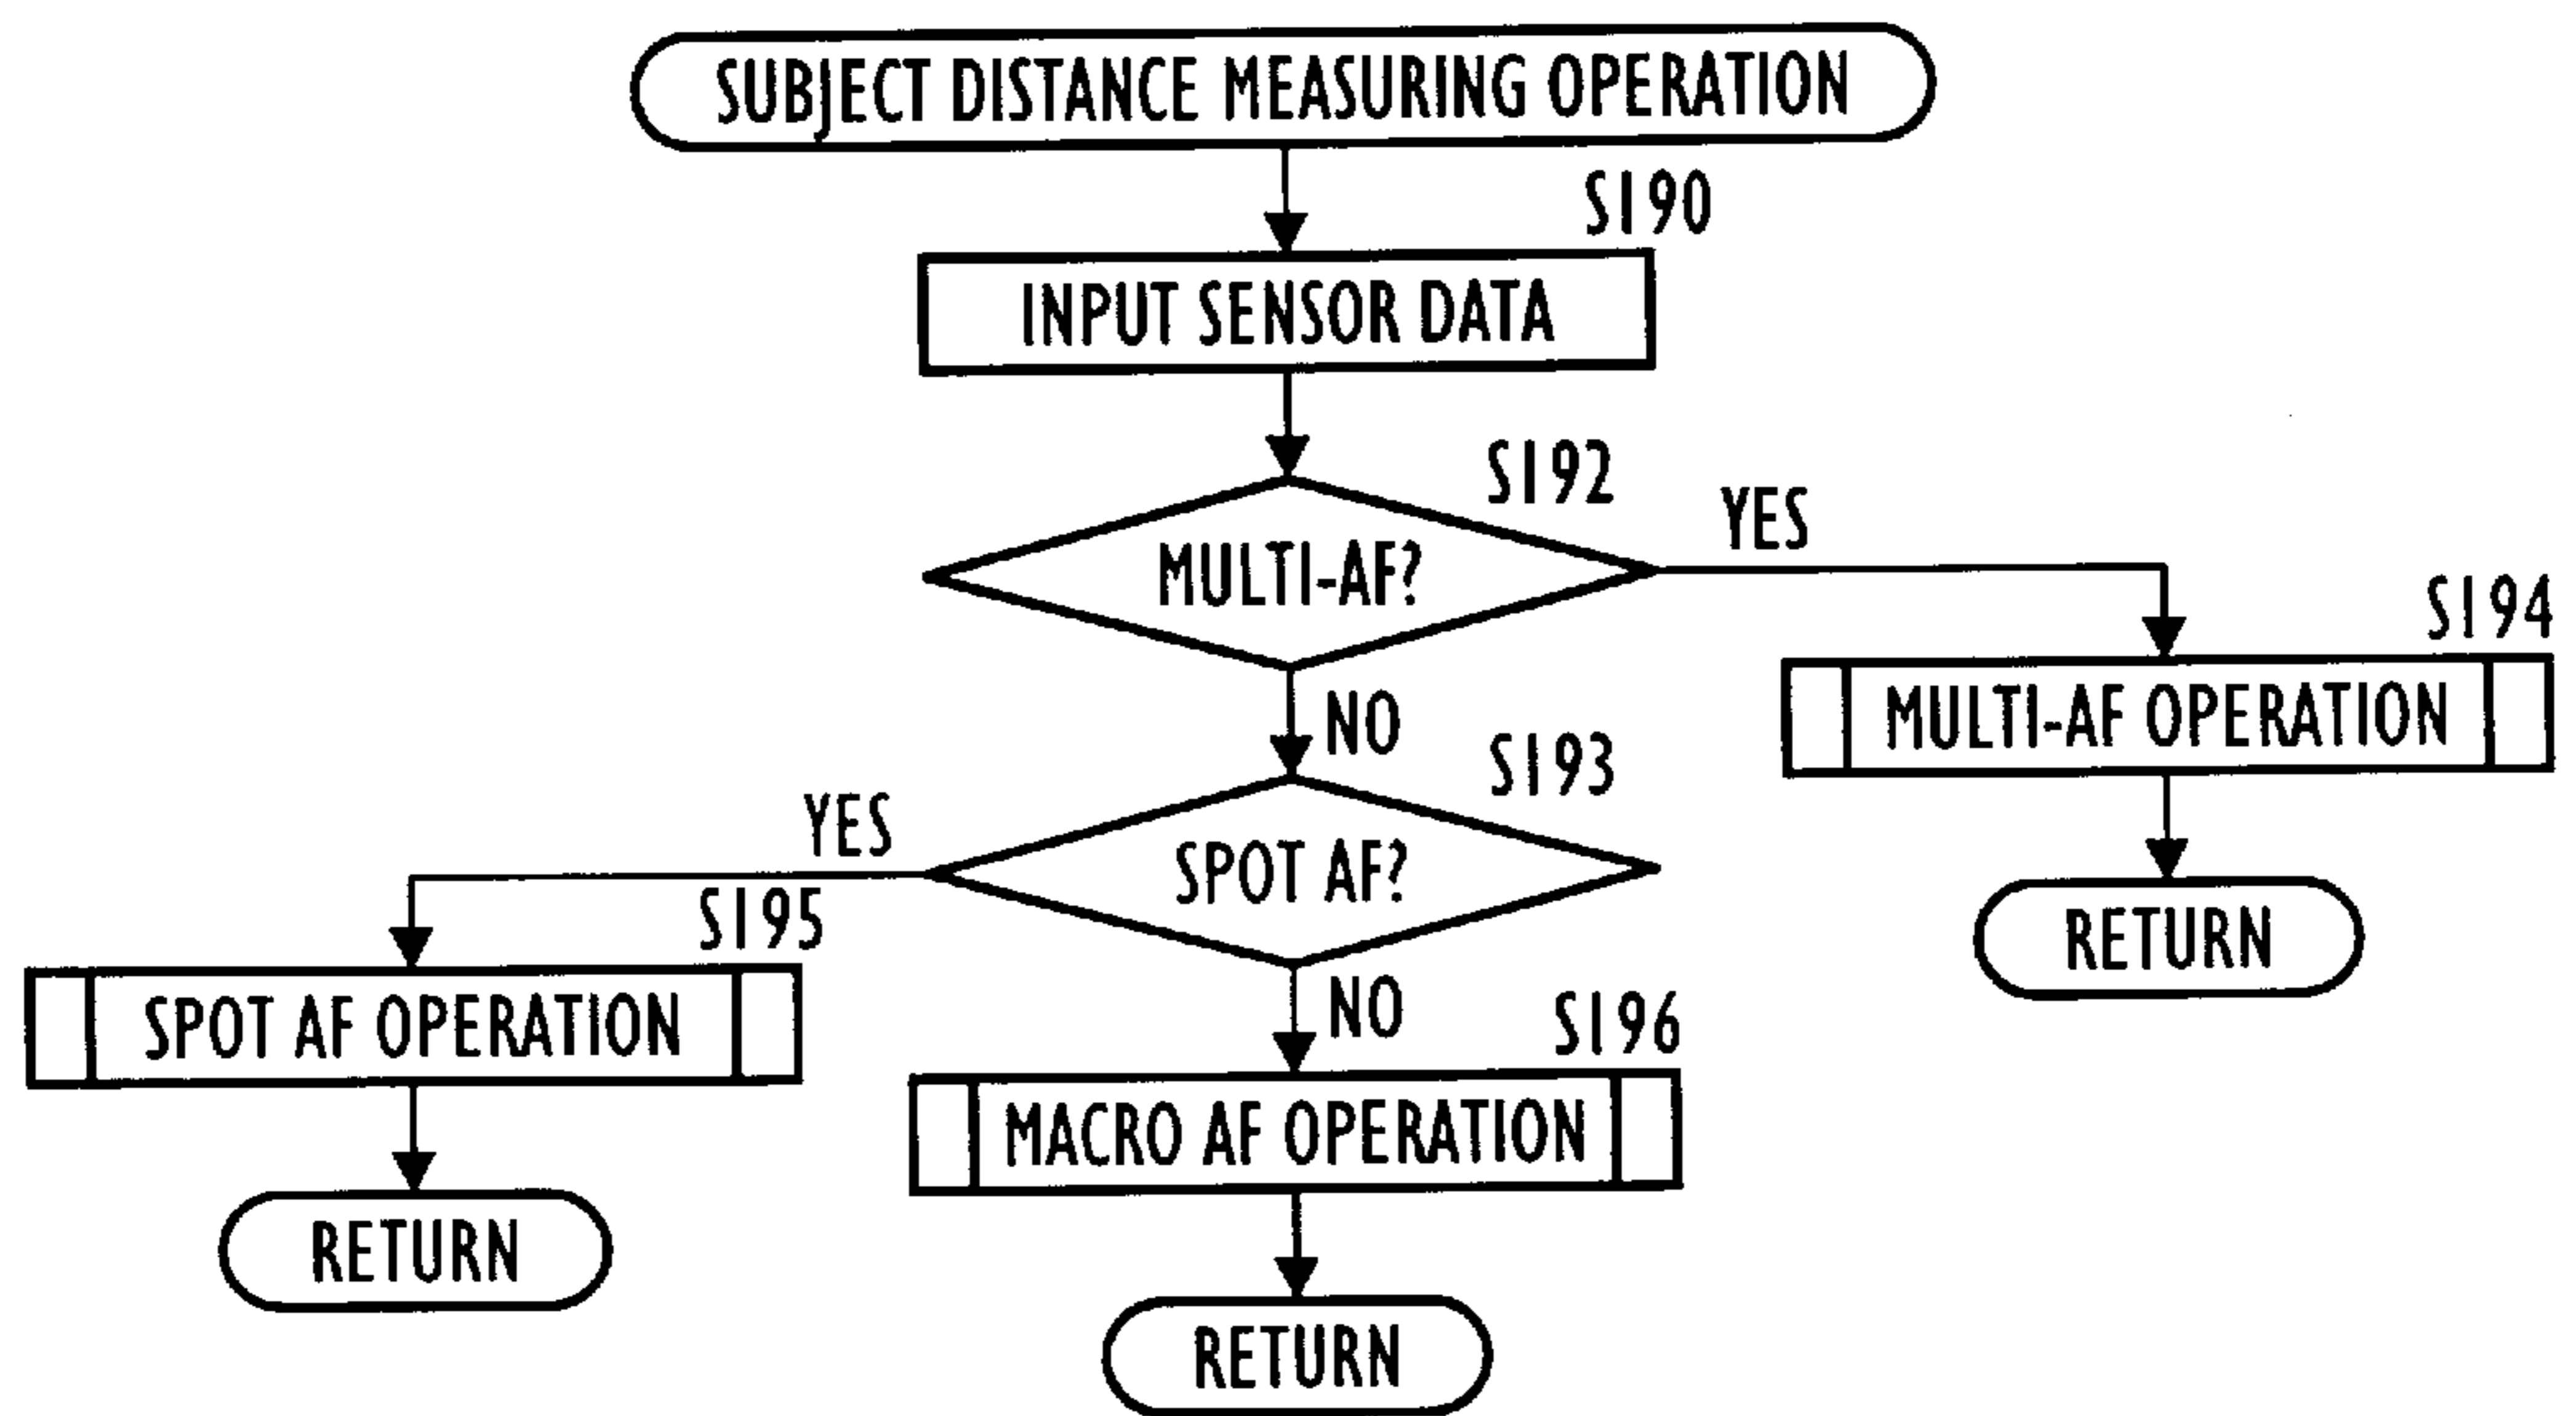 SUBJECT DISTANCE MEASURING OPERATION
S190
INPUT SENSOR DATA
S192
MULTI-AF?
YES
S194
MULTI-AF OPERATION
NO
S193
RETURN
SPOT AF?
YES
S195
SPOT AF OPERATION
NO
S196
MACRO AF OPERATION
RETURN
RETURN